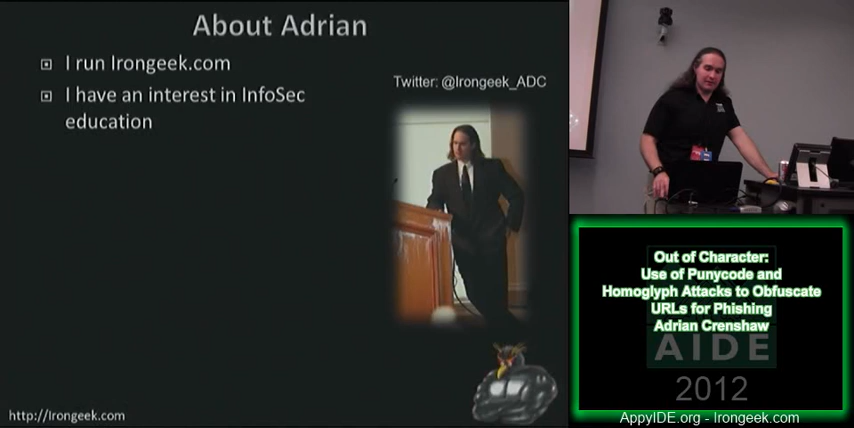 About Adrian
I run Irongeek.com
I have an interest in InfoSec
education
Twitter: @Irongeek_ADC
http://Irongeek.com
Out of Character:
Use of Punycode and
Homoglyph Attacks to Obfuscate
URLs for Phishing
Adrian Crenshaw
AIDE
2012
AppyIDE.org - Irongeek.com